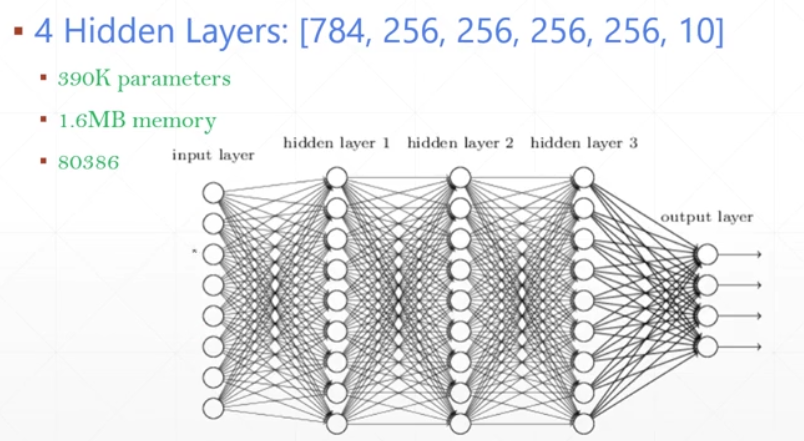 4 Hidden Layers: [784, 256, 256, 256, 256, 10]
390K parameters
1.6MB memory
80386
input layer
hidden layer 1
hidden layer 2
hidden layer 3
output layer